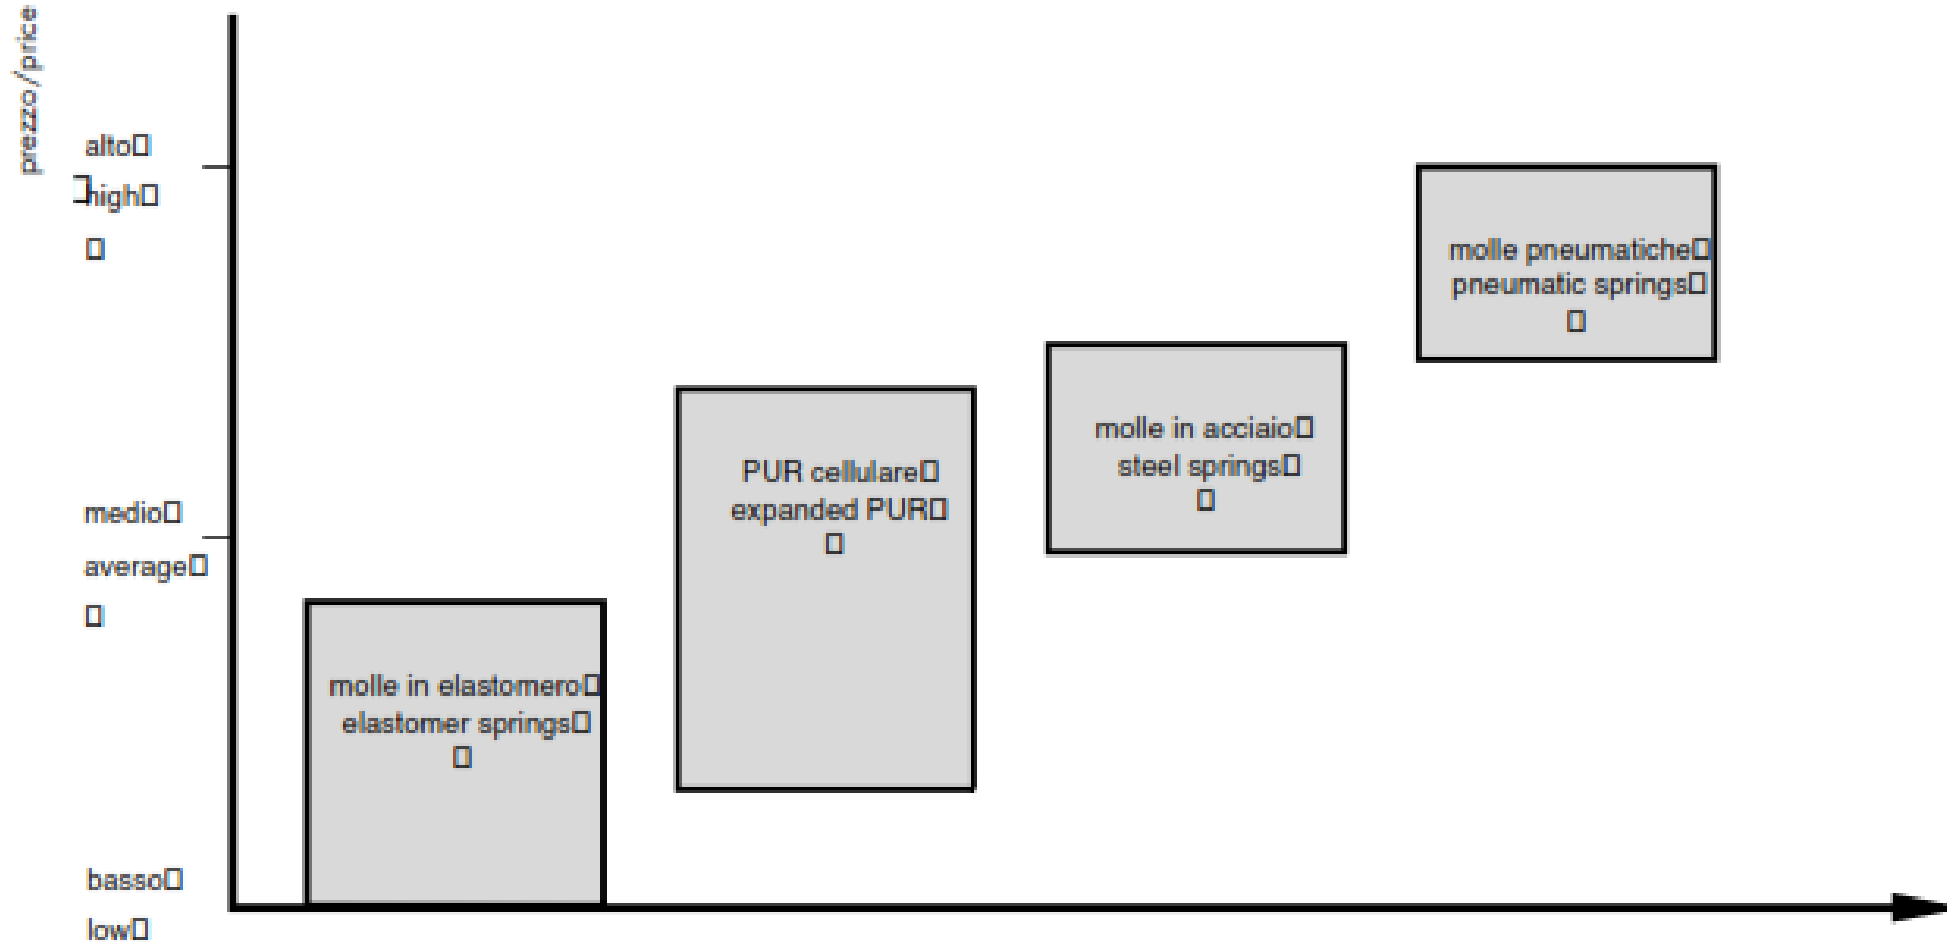 prezzo/price
alto□
□high□
□
molle pneumatiche□
pneumatic springs□
□
molle in acciaio□
steel springs□
□
PUR cellulare□
expanded PUR□
□
medio□
average□
□
molle in elastomero□
elastomer springs□
□
basso□
low□